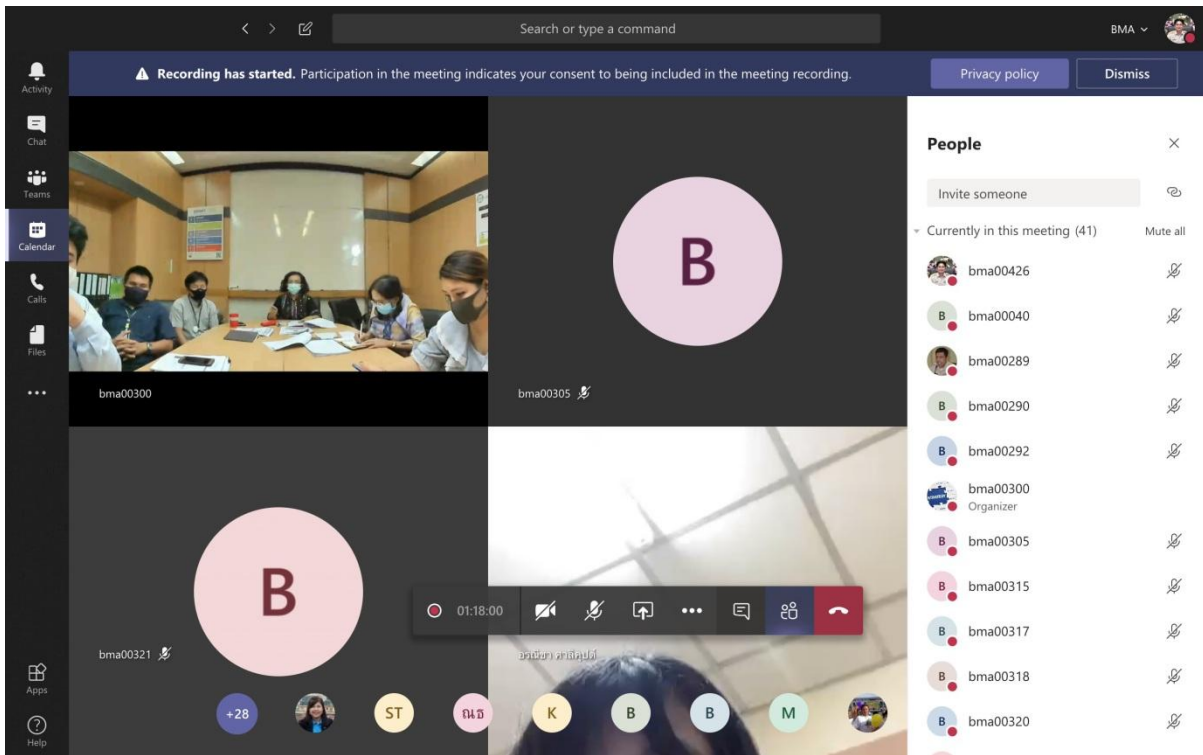 Search or type a command
BMA
Activity
Chat
Teams
Calendar
Calls
Files
Apps
Help
Recording has started. Participation in the meeting indicates your consent to being included in the meeting recording.
Privacy policy
Dismiss
bma00300
B
bma00305
B
bma00321
01:18:00
+28
ST
ณธ
K
B
B
M
People
Invite someone
Currently in this meeting (41)
Mute all
bma00426
B bma00040
bma00289
B bma00290
B bma00292
bma00300
Organizer
B bma00305
B bma00315
B bma00317
B bma00318
B bma00320